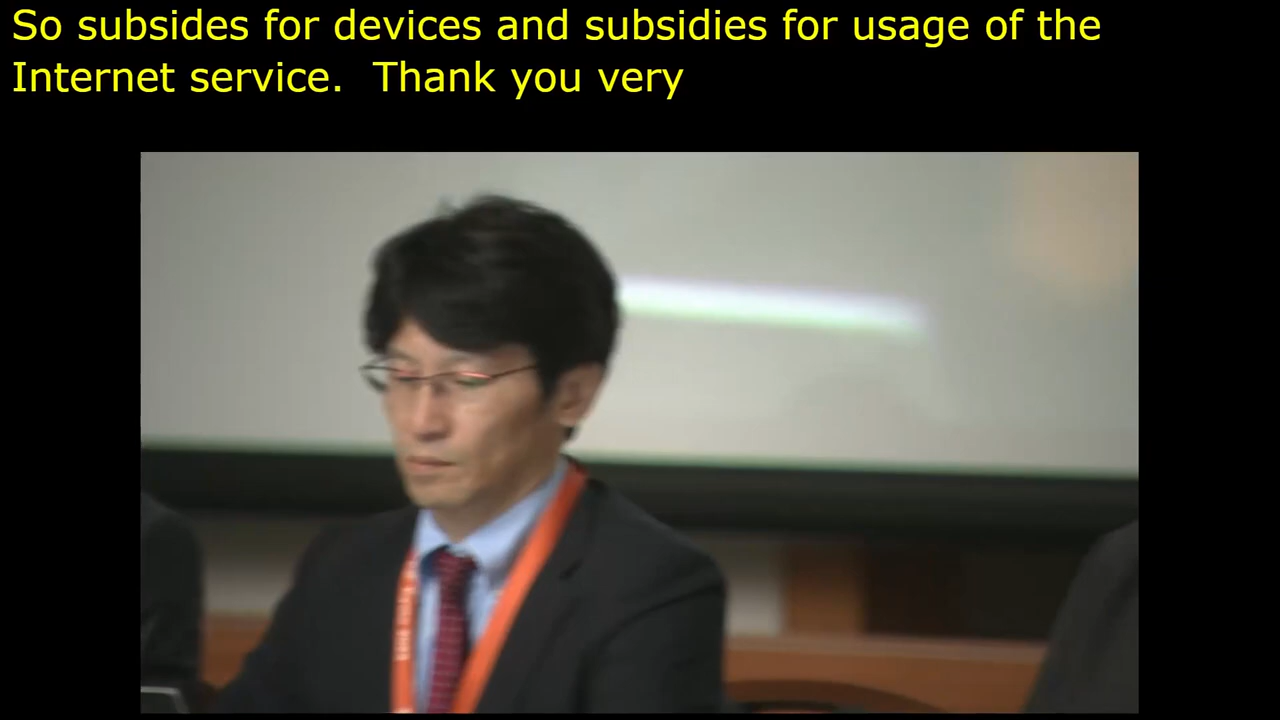 So subsides for devices and subsidies for usage of the
Internet service.  Thank you very